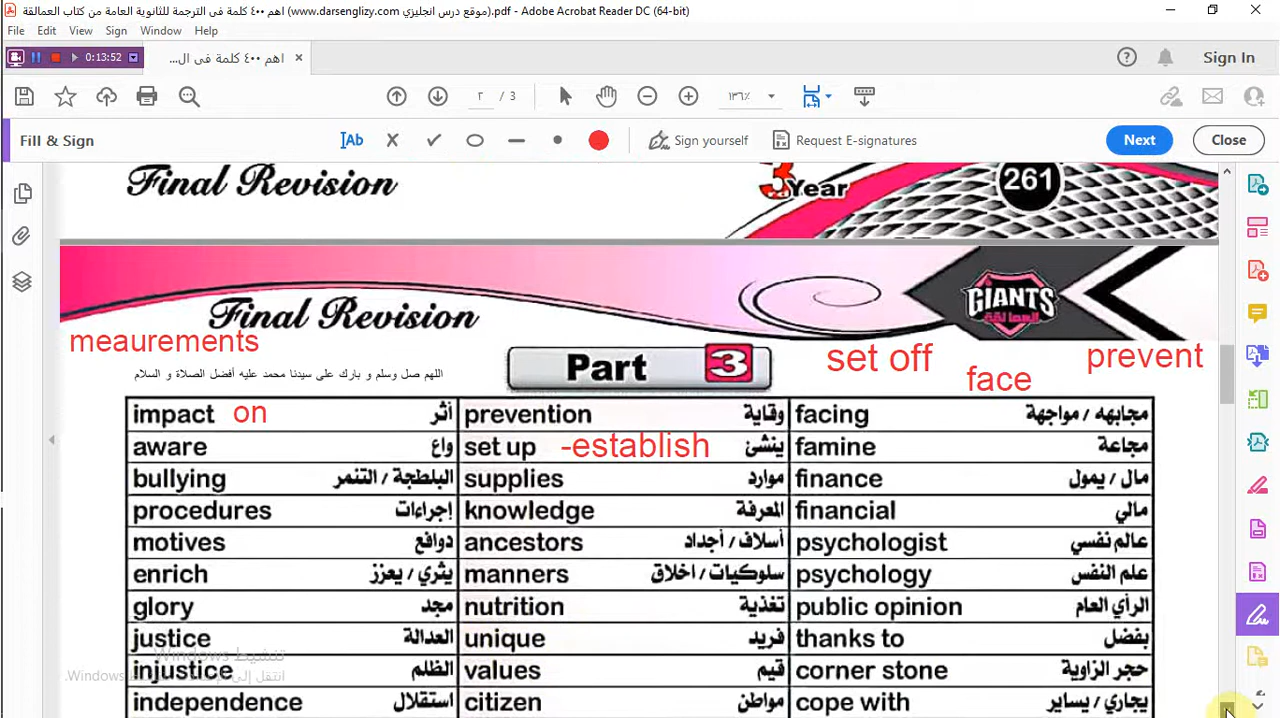 اهم ٤٠٠ كلمة فى الترجمة للثانوية العامة من كتاب العمالقة (www.darsenglizy.com موقع درس انجليزي).pdf - Adobe Acrobat Reader DC (64-bit)
File Edit View Sign Window Help
0:13:52
اهم ٤٠٠ كلمة فى ال...
Sign In
٢ / 3
١٣٦٪
Fill & Sign
Ab
Sign yourself
Request E-signatures
Next
Close
Final Revision
3 Year
261
Final Revision
GIANTS
العمالقة
meaurements
Part 3
set off
face
prevent
اللهم صل وسلم و بارك على سيدنا محمد عليه أفضل الصلاة و السلام
impact on أثر prevention وقاية facing مجابهه / مواجهة
aware واع set up -establish ينشئ famine مجاعة
bullying البلطجة / التنمر supplies موارد finance مال / يمول
procedures إجراءات knowledge المعرفة financial مالي
motives دوافع ancestors أسلاف / أجداد psychologist عالم نفسي
enrich يثري / يعزز manners سلوكيات / اخلاق psychology علم النفس
glory مجد nutrition تغذية public opinion الرأي العام
justice العدالة unique فريد thanks to بفضل
injustice الظلم values قيم corner stone حجر الزاوية
independence استقلال citizen مواطن cope with يجاري / يساير
تنشيط Windows